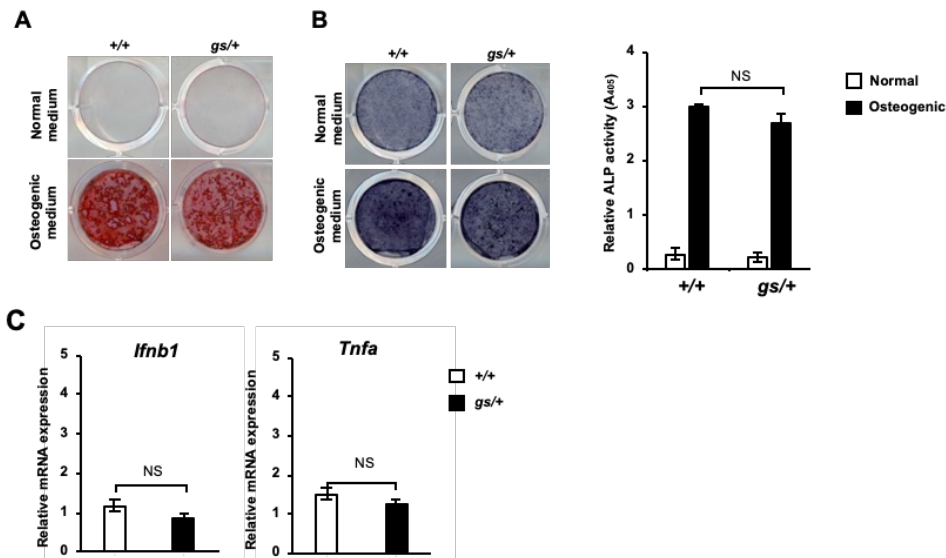 A
+/+
gs/+
Normal
medium
Osteogenic
medium
B
+/+
gs/+
Normal
medium
Osteogenic
medium
Relative ALP activity (A405)
4
3
2
1
0
NS
+/+
gs/+
Normal
Osteogenic
C
Ifnb1
Relative mRNA expression
5
4
3
2
1
0
NS
Tnfa
Relative mRNA expression
5
4
3
2
1
0
NS
+/+
gs/+